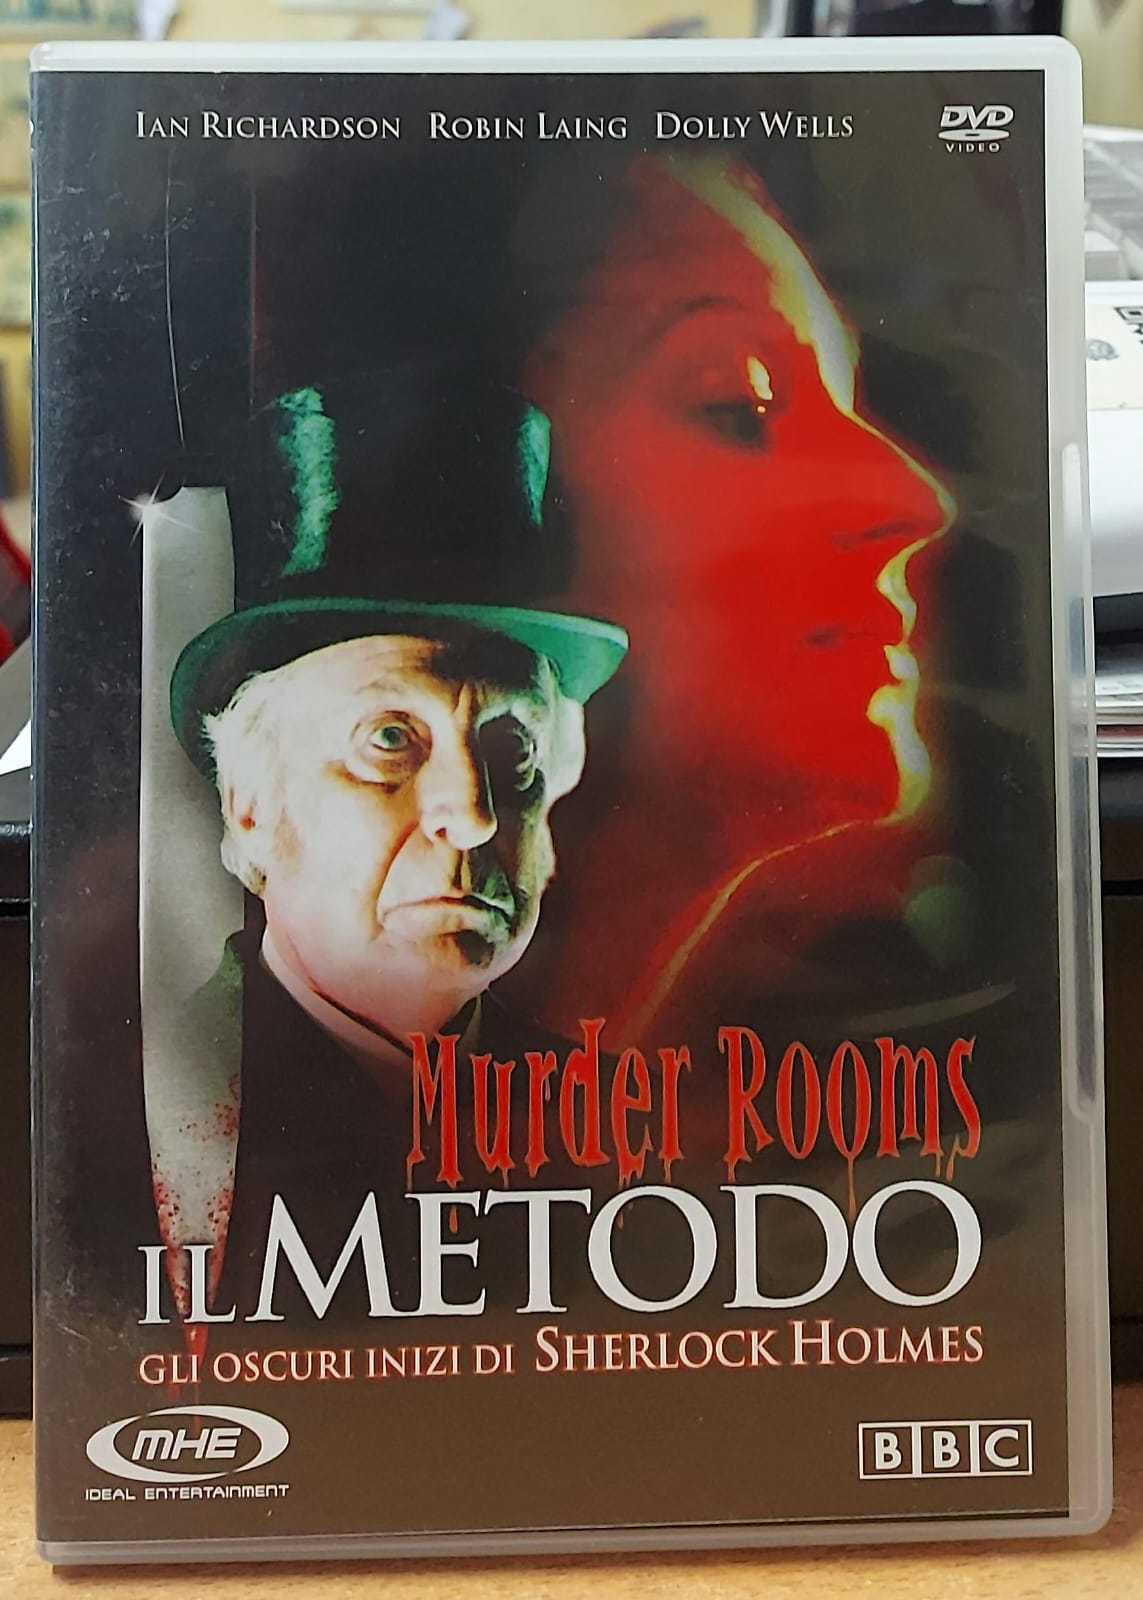 IAN RICHARDSON ROBIN LAING DOLLY WELLS
DVD
VIDEO
Murder Rooms
IL METODO
GLI OSCURI INIZI DI SHERLOCK HOLMES
MHE
IDEAL ENTERTAINMENT
BBC